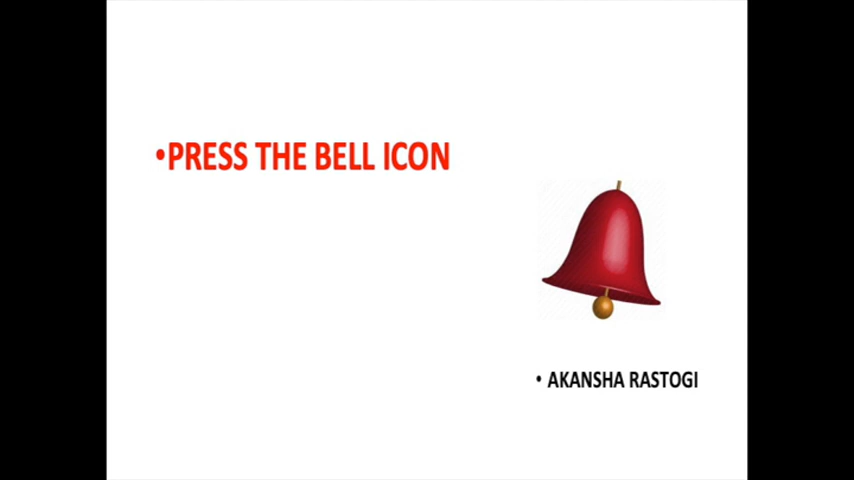 •PRESS THE BELL ICON
• AKANSHA RASTOGI